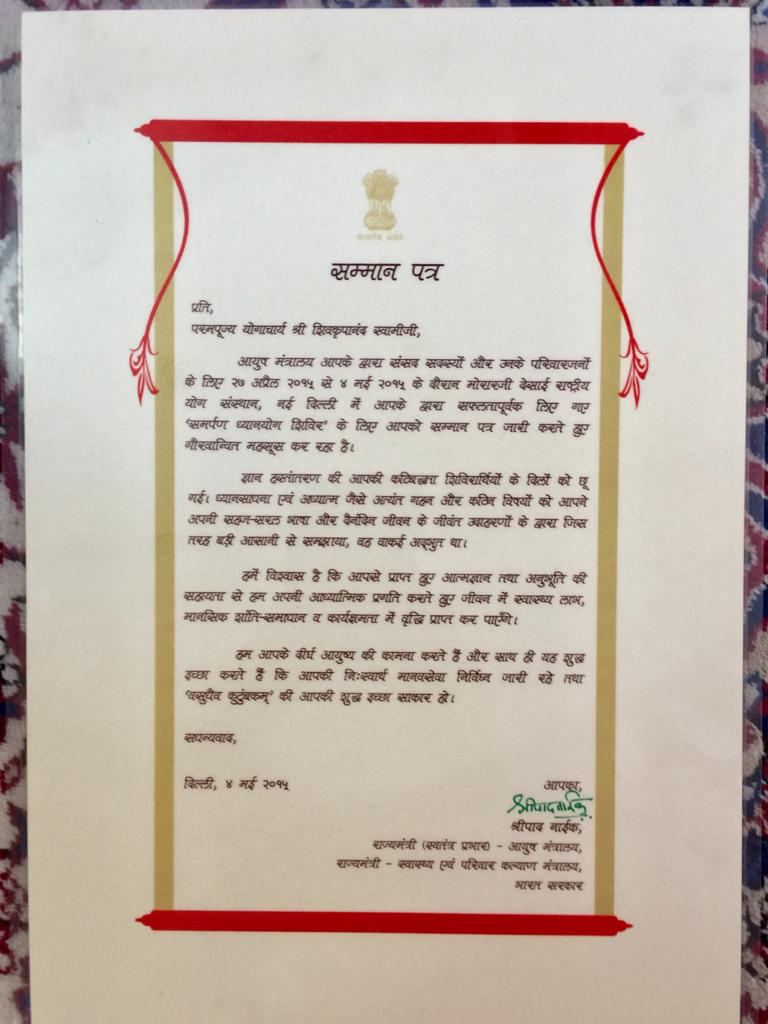 सत्यमेव जयते
सम्मान पत्र
प्रति,
परमपूज्य योगाचार्य श्री शिवकृपानंद स्वामीजी,
आयुष मंत्रालय आपके द्वारा संसद सदस्यों और उनके परिवारजनों
के लिए २७ अप्रैल २०१५ से ४ मई २०१५ के दौरान मोरारजी देसाई राष्ट्रीय
योग संस्थान, नई दिल्ली में आपके द्वारा सफलतापूर्वक लिए गए
‘समर्पण ध्यानयोग शिविर’ के लिए आपको सम्मान पत्र जारी करते हुए
गौरवान्वित महसूस कर रहा है।
ज्ञान हस्तांतरण की आपकी कटिबद्धता शिविरार्थियों के दिलों को छू
गई। ध्यानसाधना एवं अध्यात्म जैसे अत्यंत गहन और कठिन विषयों को आपने
अपनी सहज-सरल भाषा और दैनंदिन जीवन के जीवंत उदाहरणों के द्वारा जिस
तरह बड़ी आसानी से समझाया, वह वाकई अद्भुत था।
हमें विश्वास है कि आपसे प्राप्त हुए आत्मज्ञान तथा अनुभूति की
सहायता से हम अपनी आध्यात्मिक प्रगति करते हुए जीवन में स्वास्थ्य लाभ,
मानसिक शांति-समाधान व कार्यक्षमता में वृद्धि प्राप्त कर पाएँगे।
हम आपके दीर्घ आयुष्य की कामना करते हैं और साथ ही यह शुद्ध
इच्छा करते हैं कि आपकी निःस्वार्थ मानवसेवा निर्विघ्न जारी रहे तथा
‘वसुधैव कुटुंबकम्’ की आपकी शुद्ध इच्छा साकार हो।
सधन्यवाद,
दिल्ली, ४ मई २०१५
आपका,
श्रीपाद नाईक
श्रीपाद नाईक,
राज्यमंत्री (स्वतंत्र प्रभार) - आयुष मंत्रालय,
राज्यमंत्री - स्वास्थ्य एवं परिवार कल्याण मंत्रालय,
भारत सरकार